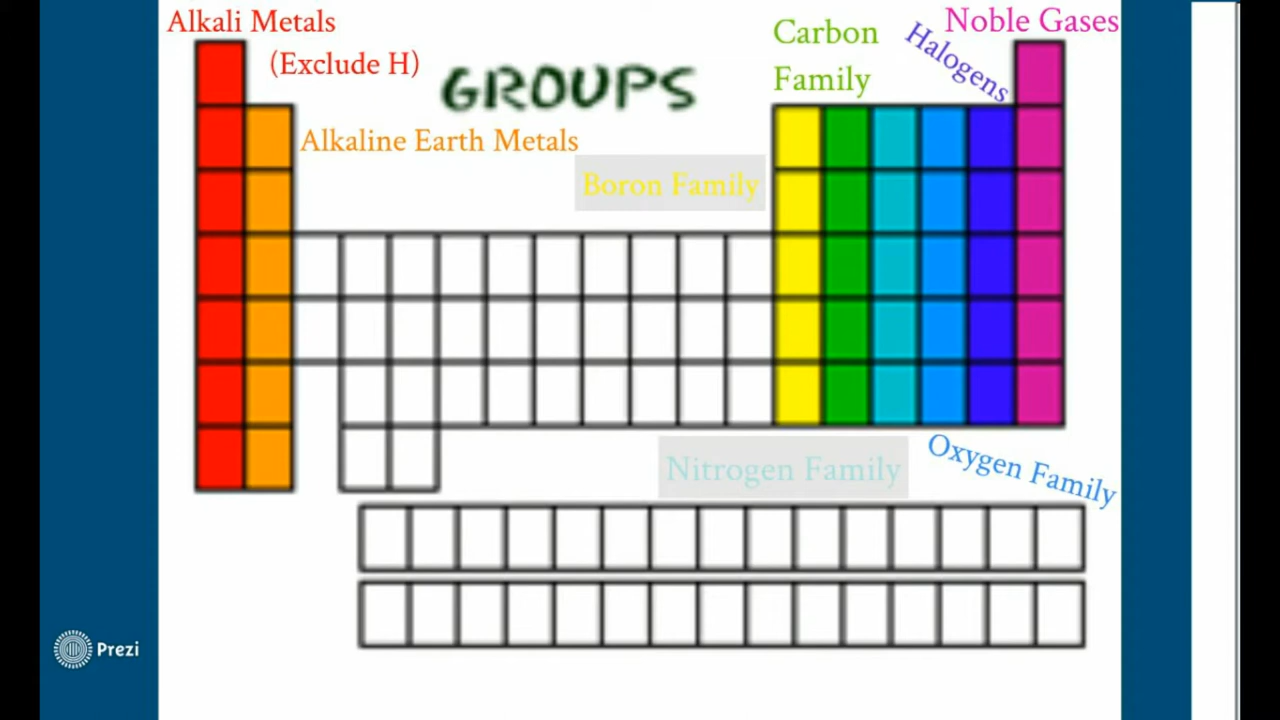 Alkali Metals
(Exclude H)
GROUPS
Carbon
Family
Halogens
Noble Gases
Alkaline Earth Metals
Boron Family
Nitrogen Family
Oxygen Family
Prezi